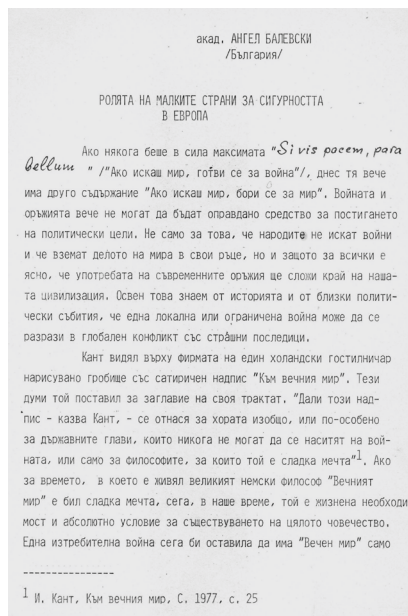 акад. АНГЕЛ БАЛЕВСКИ
/България/
РОЛЯТА НА МАЛКИТЕ СТРАНИ ЗА СИГУРНОСТТА
В ЕВРОПА
Ако някога беше в сила максимата "Si vis pacem, para
bellum " /"Ако искаш мир, готви се за война"/, днес тя вече
има друго съдържание "Ако искаш мир, бори се за мир". Войната и
оръжията вече не могат да бъдат оправдано средство за постигането
на политически цели. Не само за това, че народите не искат войни
и че вземат делото на мира в свои ръце, но и защото за всички е
ясно, че употребата на съвременните оръжия ще сложи край на наша-
та цивилизация. Освен това знаем от историята и от близки полити-
чески събития, че една локална или ограничена война може да се
разрази в глобален конфликт със страшни последици.
Кант видял върху фирмата на един холандски гостилничар
нарисувано гробище със сатиричен надпис "Към вечния мир". Тези
думи той поставил за заглавие на своя трактат. "Дали този над-
пис - казва Кант, - се отнася за хората изобщо, или по-особено
за държавните глави, които никога не могат да се наситят на вой-
ната, или само за философите, за които той е сладка мечта"1. Ако
за времето, в което е живял великият немски философ "Вечният
мир" е бил сладка мечта, сега, в наше време, той е жизнена необходи
мост и абсолютно условие за съществуването на цялото човечество.
Една изтребителна война сега би оставила да има "Вечен мир" само
----------------
1 И. Кант, Към вечния мир, С. 1977, с. 25